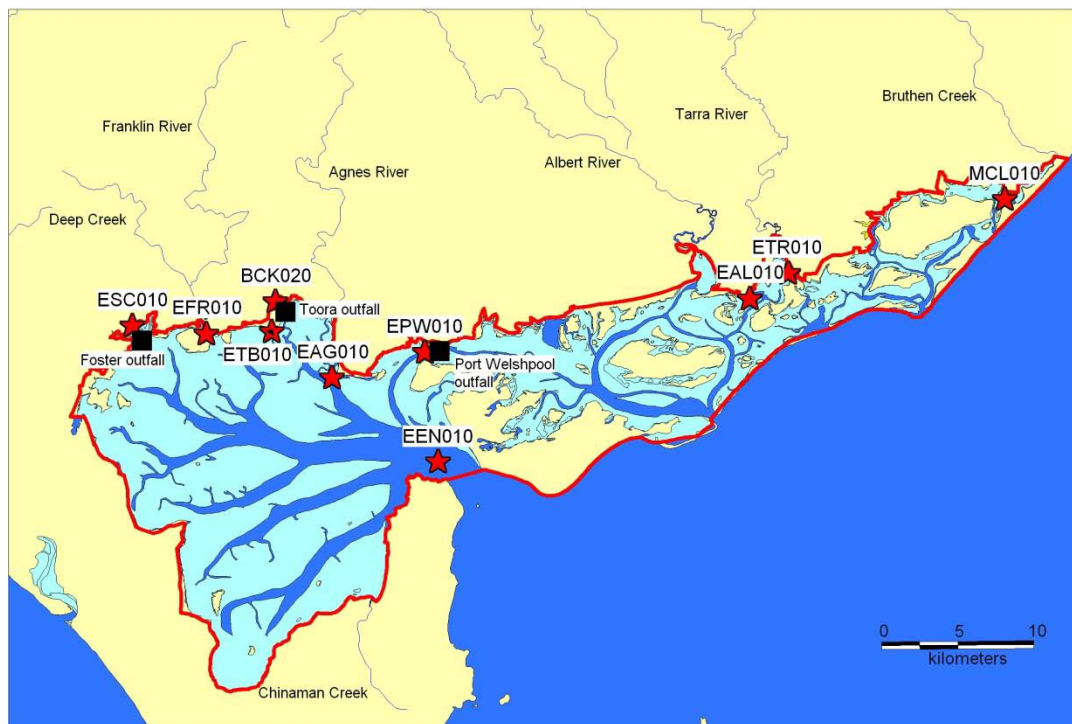 Bruthen Creek
Tarra River
Franklin River
Albert River
Agnes River
MCL010
Deep Creek
ETR010
BCK020
EAL010
ESC010
EFR010
Toora outfall
EPW010
ETB010
EAG010
Foster outfall
Port Welshpool
outfall
EEN010
0 5 10
kilometers
Chinaman Creek